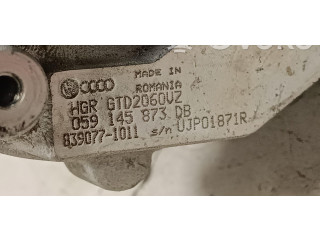 MADE IN
ROMANIA
HGR GTD2060VZ
059 145 873 DB
839077-1011 s/n UJP01871R